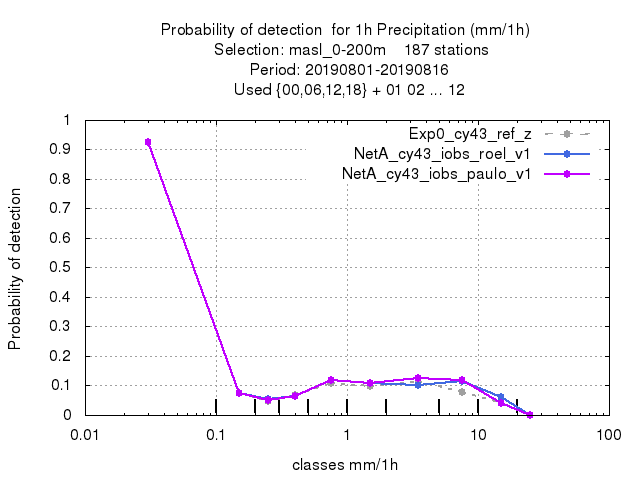 Probability of detection  for 1h Precipitation (mm/1h)
Selection: masl_0-200m    187 stations
Period: 20190801-20190816
Used {00,06,12,18} + 01 02 ... 12
Exp0_cy43_ref_z
NetA_cy43_iobs_roel_v1
NetA_cy43_iobs_paulo_v1
Probability of detection
1
0.9
0.8
0.7
0.6
0.5
0.4
0.3
0.2
0.1
0
0.01 0.1 1 10 100
classes mm/1h